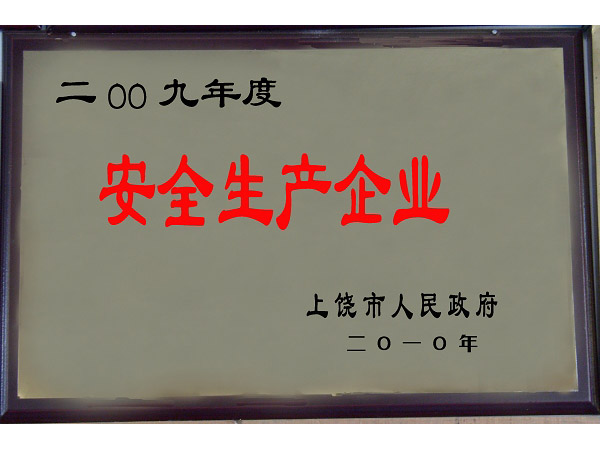 二00九年度
安全生产企业
上饶市人民政府
二0一0年